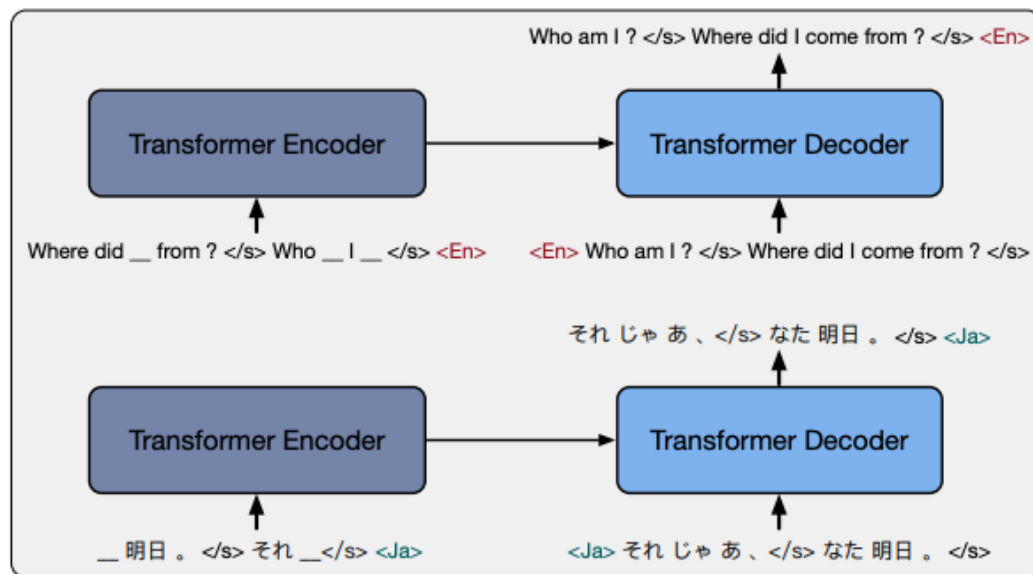 Who am I ? </s> Where did I come from ? </s> <En>
Transformer Encoder
Transformer Decoder
Where did __ from ? </s> Who __ I __ </s> <En>
<En> Who am I ? </s> Where did I come from ? </s>
それ じゃ あ 、</s> なた 明日 。 </s> <Ja>
Transformer Encoder
Transformer Decoder
__ 明日 。 </s> それ __</s> <Ja>
<Ja> それ じゃ あ 、</s> なた 明日 。 </s>